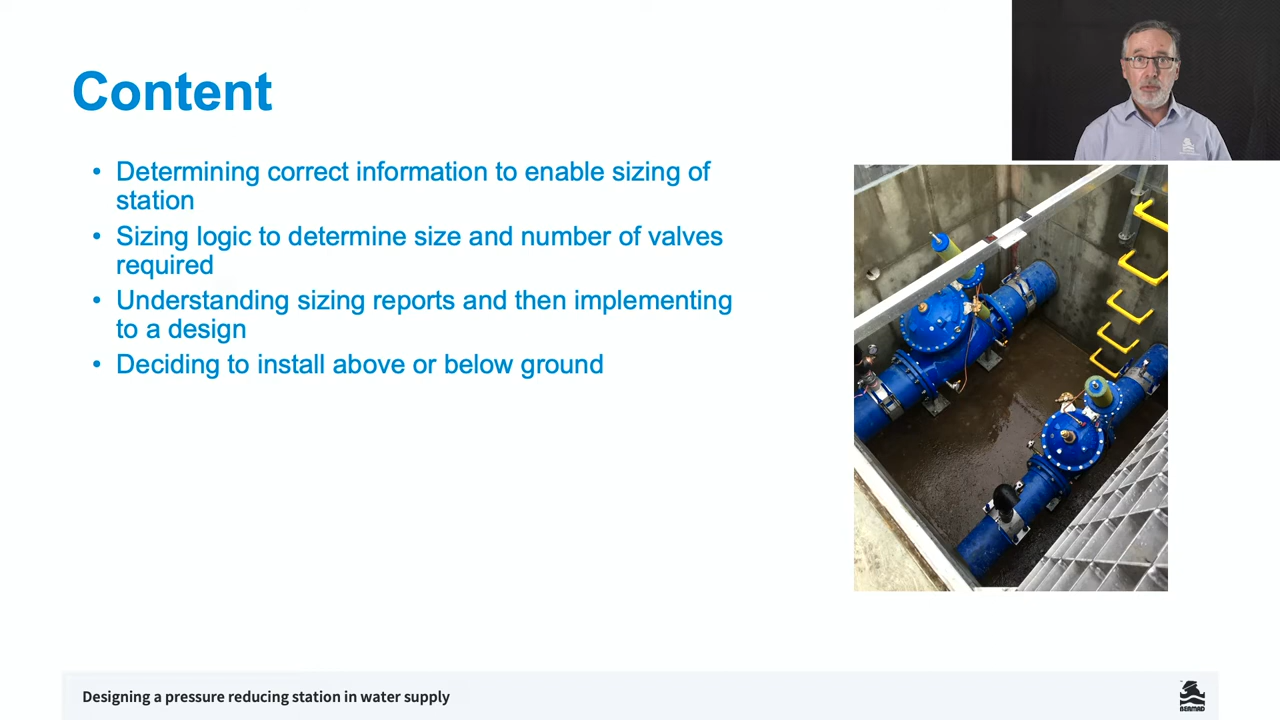 Content
• Determining correct information to enable sizing of
station
• Sizing logic to determine size and number of valves
required
• Understanding sizing reports and then implementing
to a design
• Deciding to install above or below ground
Designing a pressure reducing station in water supply
BERMAD